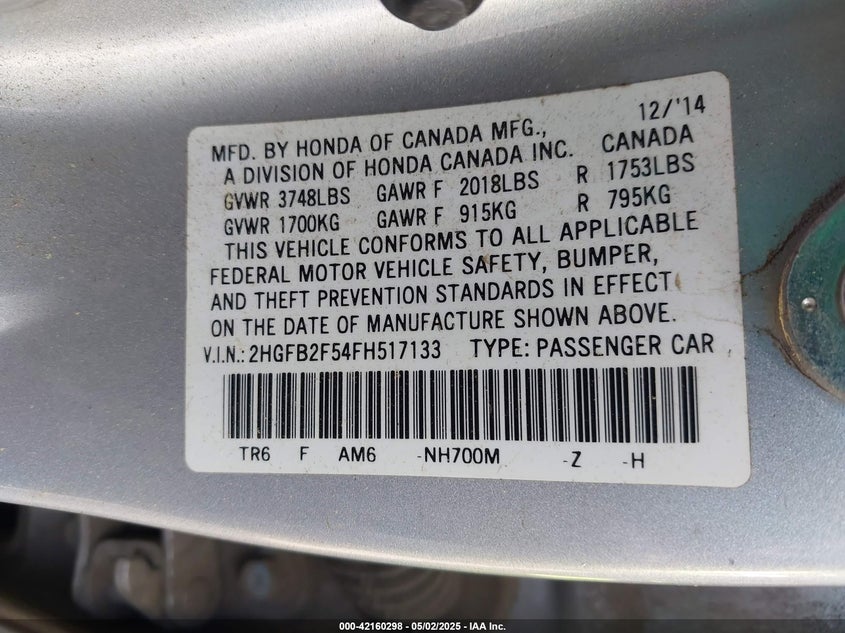 12/'14
MFD. BY HONDA OF CANADA MFG.,
A DIVISION OF HONDA CANADA INC. CANADA
GVWR 3748LBS GAWR F 2018LBS R 1753LBS
GVWR 1700KG GAWR F 915KG R 795KG
THIS VEHICLE CONFORMS TO ALL APPLICABLE
FEDERAL MOTOR VEHICLE SAFETY, BUMPER,
AND THEFT PREVENTION STANDARDS IN EFFECT
ON THE DATE OF MANUFACTURE SHOWN ABOVE.
V.I.N.: 2HGFB2F54FH517133 TYPE: PASSENGER CAR
TR6 F AM6 -NH700M -Z -H
000-42160298 - 05/02/2025 - IAA Inc.